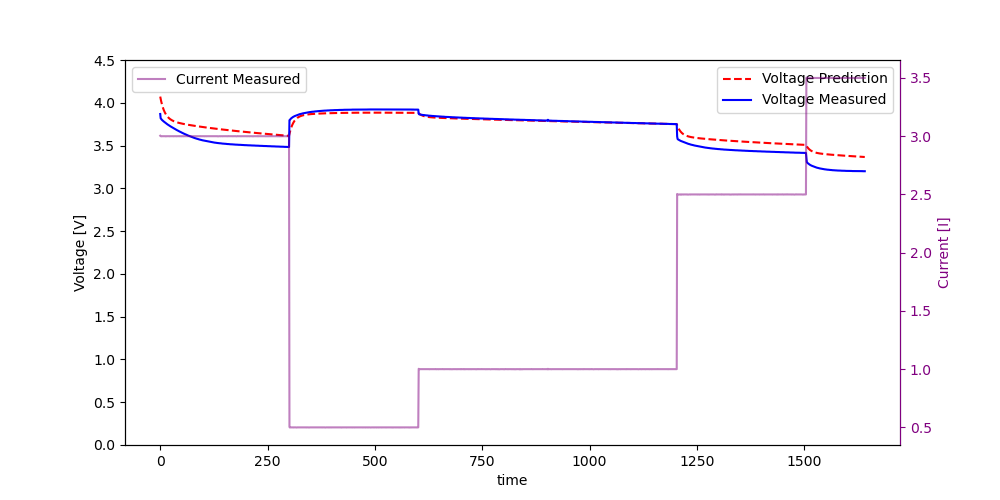 Current Measured
Voltage Prediction
Voltage Measured
4.5
4.0
3.5
3.0
2.5
2.0
1.5
1.0
0.5
0.0
Voltage [V]
3.5
3.0
2.5
2.0
1.5
1.0
0.5
Current [I]
0 250 500 750 1000 1250 1500
time